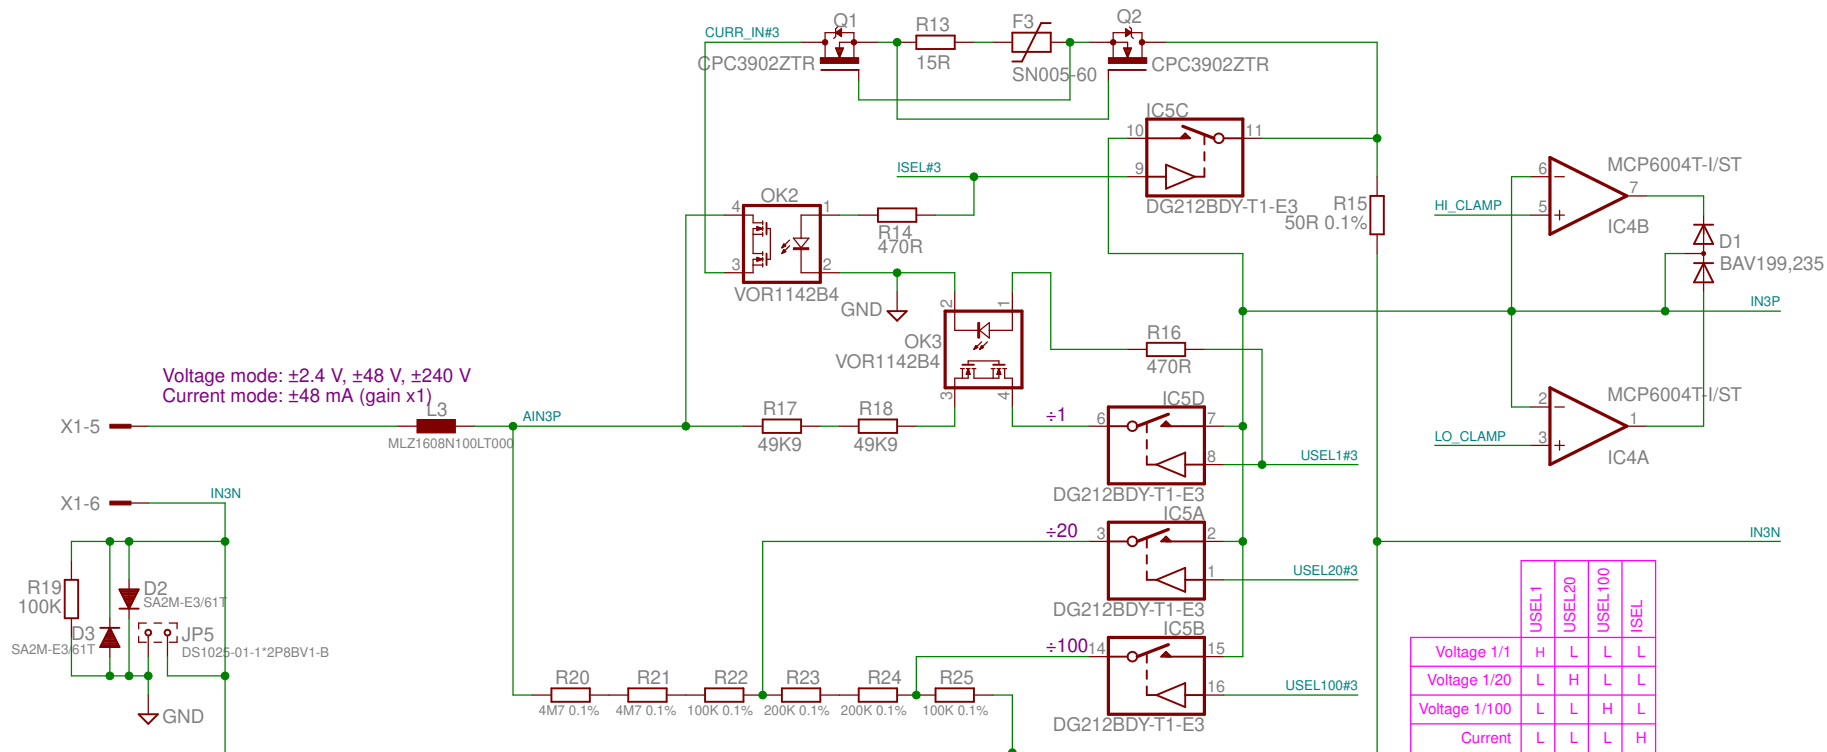 Q1
R13
F3
Q2
CURR_IN#3
CPC3902ZTR
15R
SN005-60
CPC3902ZTR
IC5C
10
11
9
DG212BDY-T1-E3
ISEL#3
OK2
4
1
3
2
VOR1142B4
R14
470R
GND
R15
50R 0.1%
MCP6004T-I/ST
6
7
5
HI_CLAMP
IC4B
D1
BAV199,235
IN3P
2
1
OK3
VOR1142B4
3
4
R16
470R
Voltage mode: ±2.4 V, ±48 V, ±240 V
Current mode: ±48 mA (gain x1)
X1-5
L3
MLZ1608N100LT000
AIN3P
R17
49K9
R18
49K9
÷1
IC5D
6
7
8
USEL1#3
DG212BDY-T1-E3
MCP6004T-I/ST
2
1
3
LO_CLAMP
IC4A
X1-6
IN3N
÷20
IC5A
3
2
1
USEL20#3
DG212BDY-T1-E3
IN3N
R19
100K
D2
SA2M-E3/61T
D3
SA2M-E3/61T
JP5
DS1025-01-1*2P8BV1-B
GND
÷100
IC5B
14
15
16
USEL100#3
DG212BDY-T1-E3
R20
4M7 0.1%
R21
4M7 0.1%
R22
100K 0.1%
R23
200K 0.1%
R24
200K 0.1%
R25
100K 0.1%
USEL1 USEL20 USEL100 ISEL
Voltage 1/1 H L L L
Voltage 1/20 L H L L
Voltage 1/100 L L H L
Current L L L H